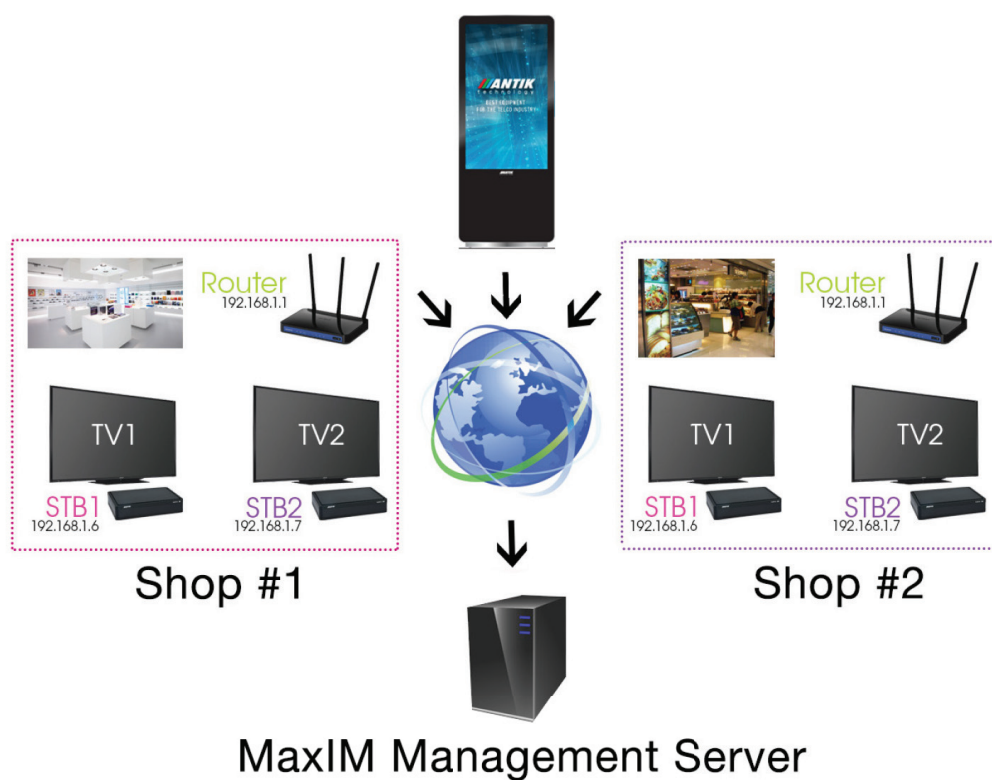 ANTIK
Technology
BEST EQUIPMENT
FOR THE TELCO INDUSTRY
ANTIK
Router
192.168.1.1
TV1
TV2
STB1
192.168.1.6
STB2
192.168.1.7
Shop #1
Router
192.168.1.1
TV1
TV2
STB1
192.168.1.6
STB2
192.168.1.7
Shop #2
MaxIM Management Server